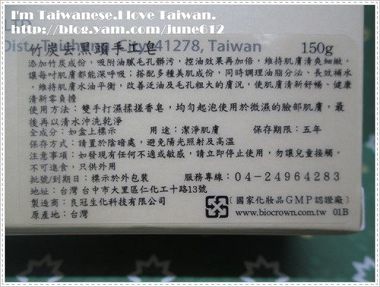 I'm Taiwanese.I love Taiwan.
http://blog.yam.com/june612
Dist., Taichung City 41278, Taiwan
竹炭去黑頭手工皂 150g
添加竹炭成份，吸附油膩毛孔髒污，控油效果再加倍，維持肌膚清爽細緻，
讓每吋肌膚都能深呼吸；搭配多種美肌成份，同時調理油脂分泌，長效補水
，維持肌膚水油平衡，改善泛油及毛孔粗大的膚況，使肌膚清新舒暢，健康
清新零負擔
使用方法：雙手打濕搓揉香皂，均勻起泡使用於微濕的臉部肌膚，最
後再以清水沖洗乾淨
全成分：如盒上標示 用途：潔淨肌膚 保存期限：五年
保存方法：請置於陰暗處，避免陽光照射及高溫
注意事項：如發現有任何不適或敏感，請立即停止使用，勿讓兒童接觸。
不可進食，只供外用
批號/到期日：標示於外包裝 服務專線：04-24964283
地址：台灣 台中市大里區仁化工十路13號
製造商：良冠生化科技有限公司 〔國家化妝品GMP認證廠〕
原產地：台灣 www.biocrown.com.tw 01B